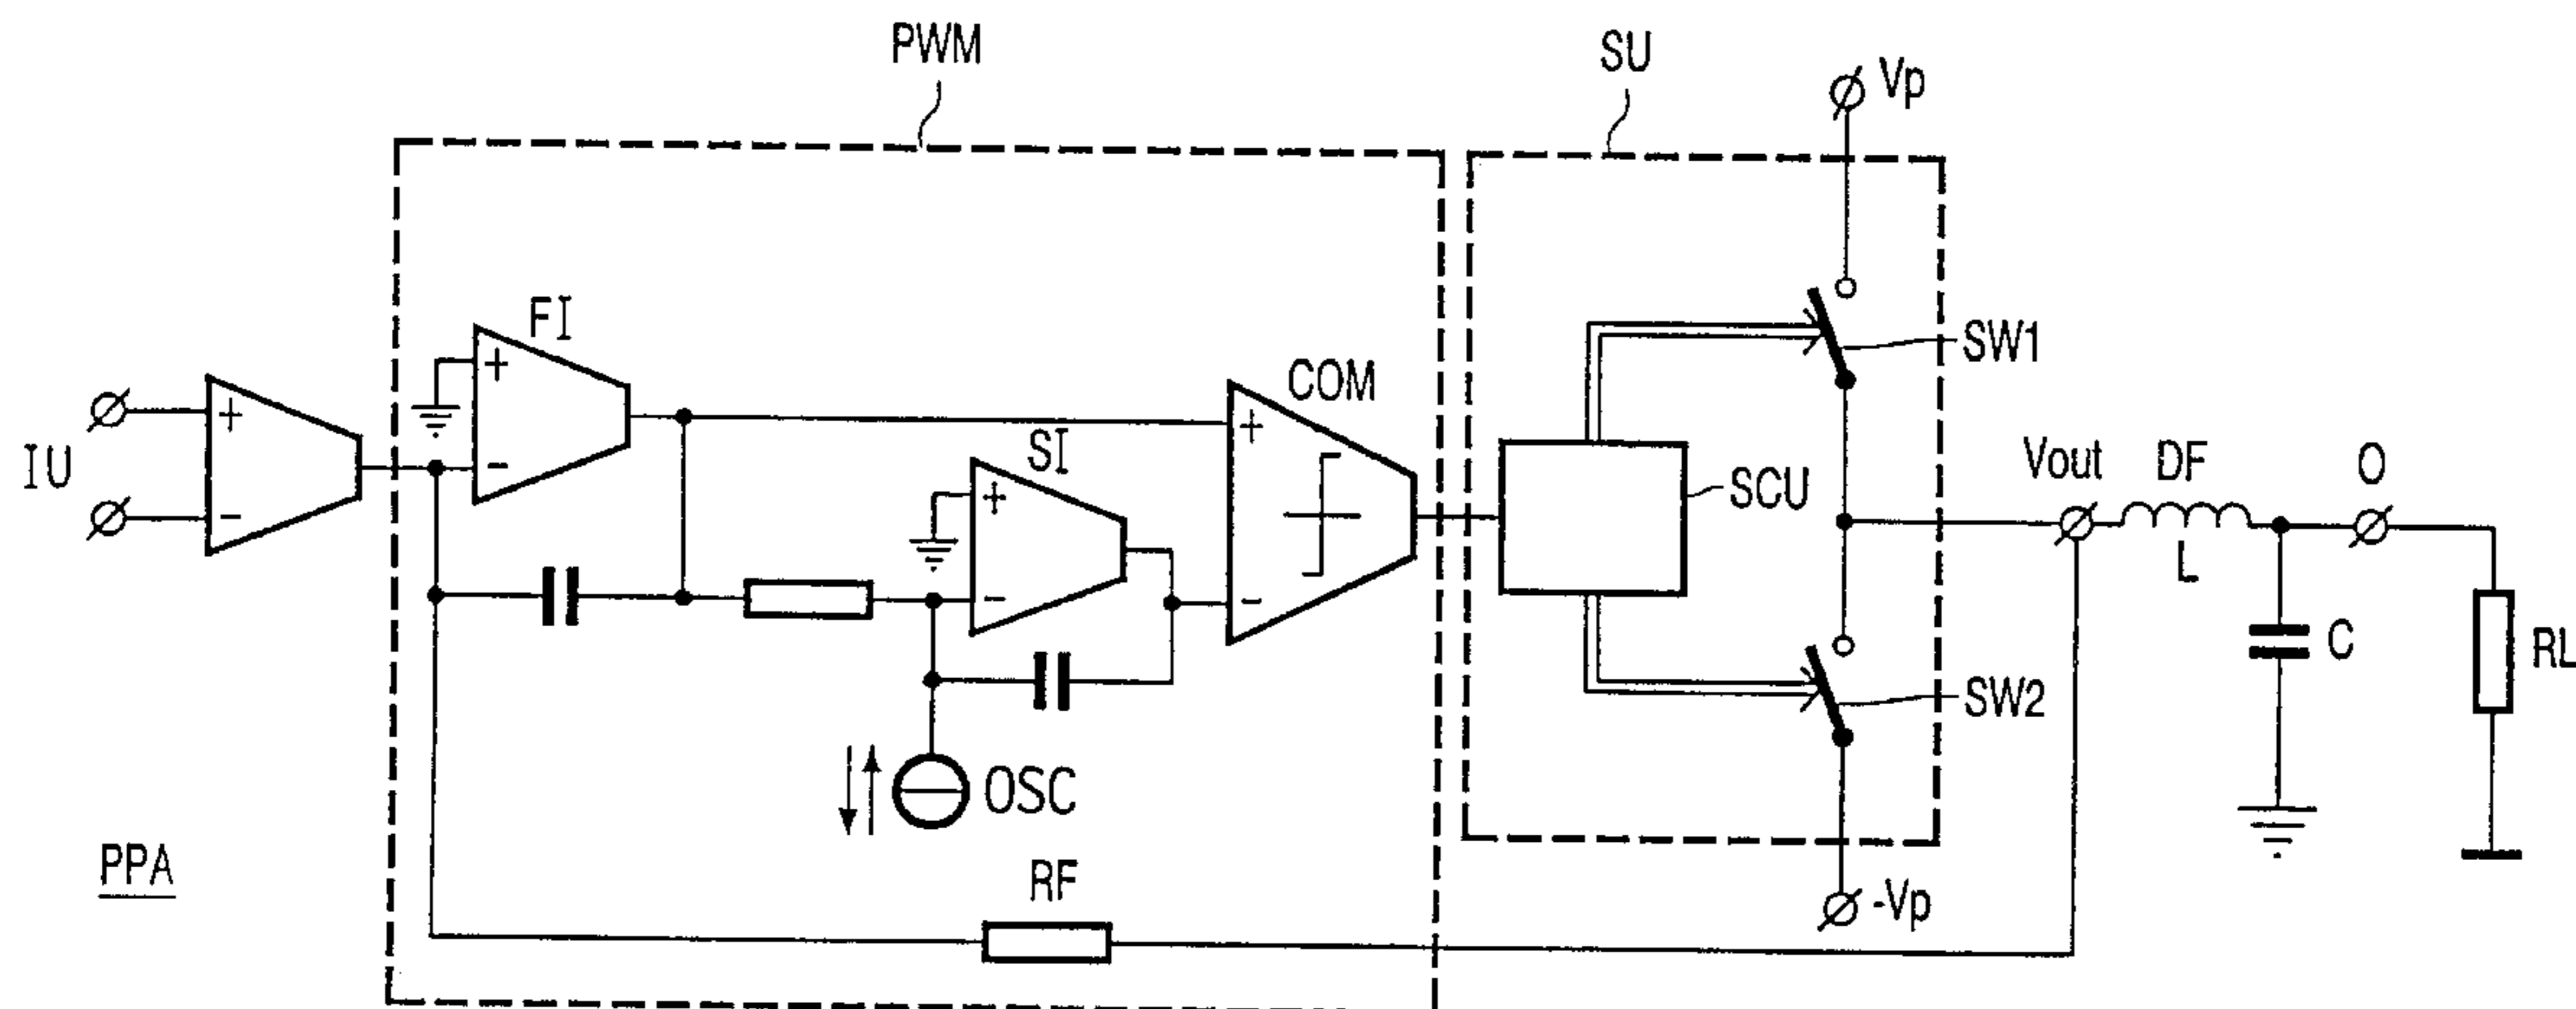 PWM
SU
Vp
FI
+
-
IU
+
-
SI
+
-
COM
+
-
SCU
SW1
SW2
Vout
DF
L
O
C
RL
OSC
PPA
RF
-Vp